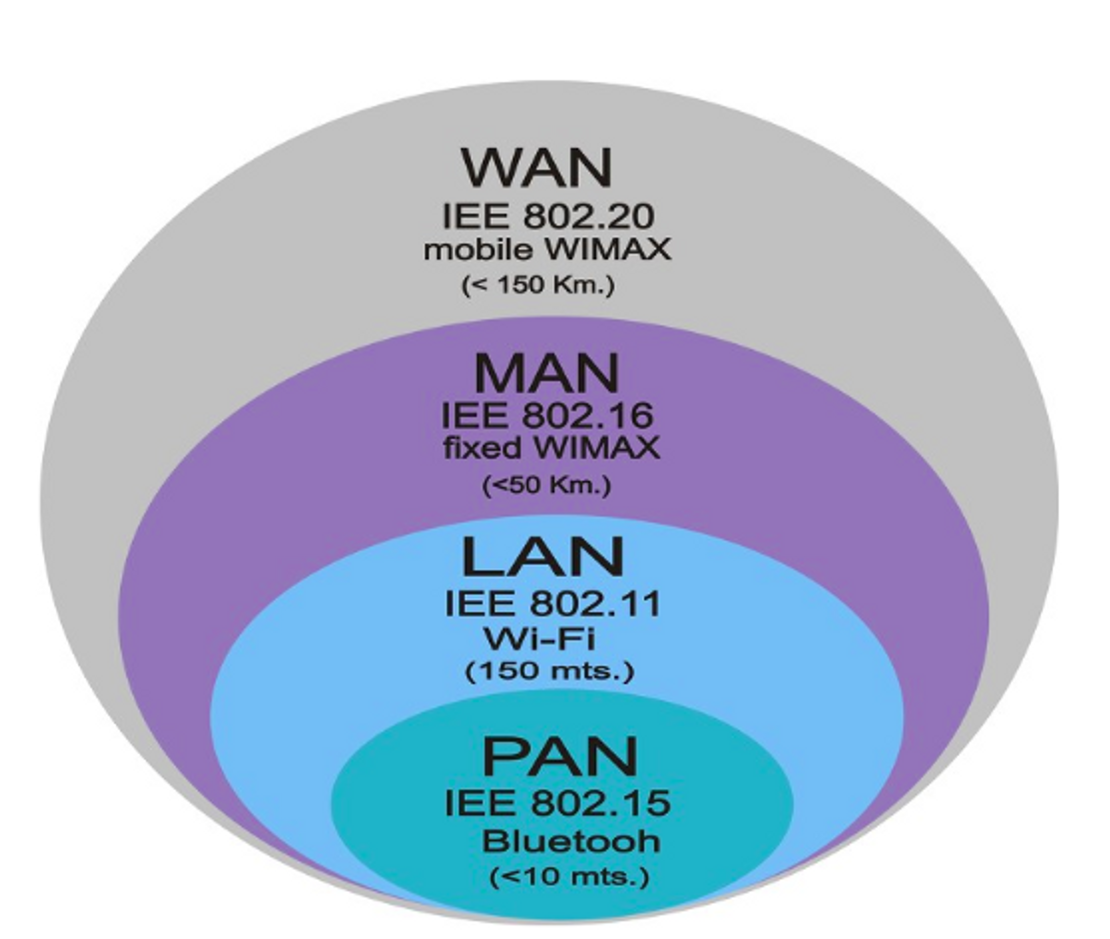 WAN
IEE 802.20
mobile WIMAX
(< 150 Km.)
MAN
IEE 802.16
fixed WIMAX
(<50 Km.)
LAN
IEE 802.11
Wi-Fi
(150 mts.)
PAN
IEE 802.15
Bluetooh
(<10 mts.)